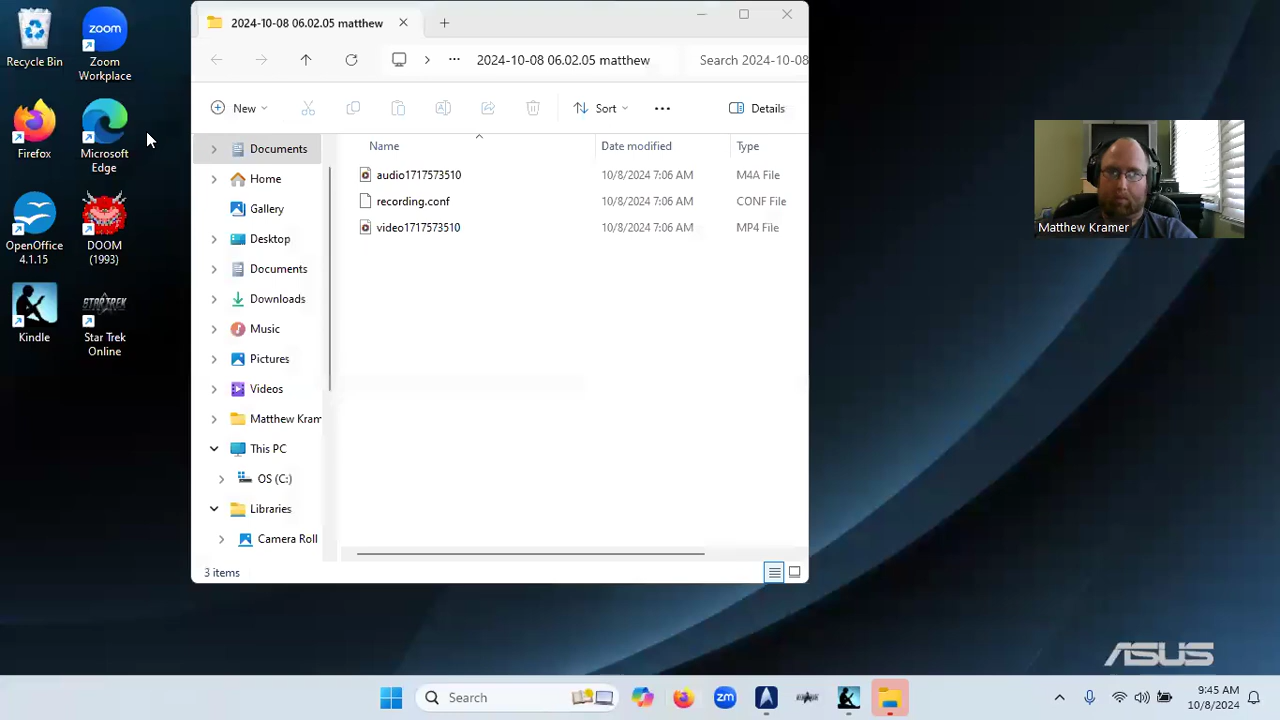 Recycle Bin
Zoom
Workplace
zoom
Firefox
Microsoft
Edge
OpenOffice
4.1.15
DOOM
(1993)
Kindle
STAR TREK
Star Trek
Online
2024-10-08 06.02.05 matthew
2024-10-08 06.02.05 matthew
Search 2024-10-08
New
Sort
Details
Documents
Home
Gallery
Desktop
Documents
Downloads
Music
Pictures
Videos
Matthew Kram
This PC
OS (C:)
Libraries
Camera Roll
Name
Date modified
Type
audio1717573510
10/8/2024 7:06 AM
M4A File
recording.conf
10/8/2024 7:06 AM
CONF File
video1717573510
10/8/2024 7:06 AM
MP4 File
3 items
Matthew Kramer
ASUS
Search
zm
9:45 AM
10/8/2024